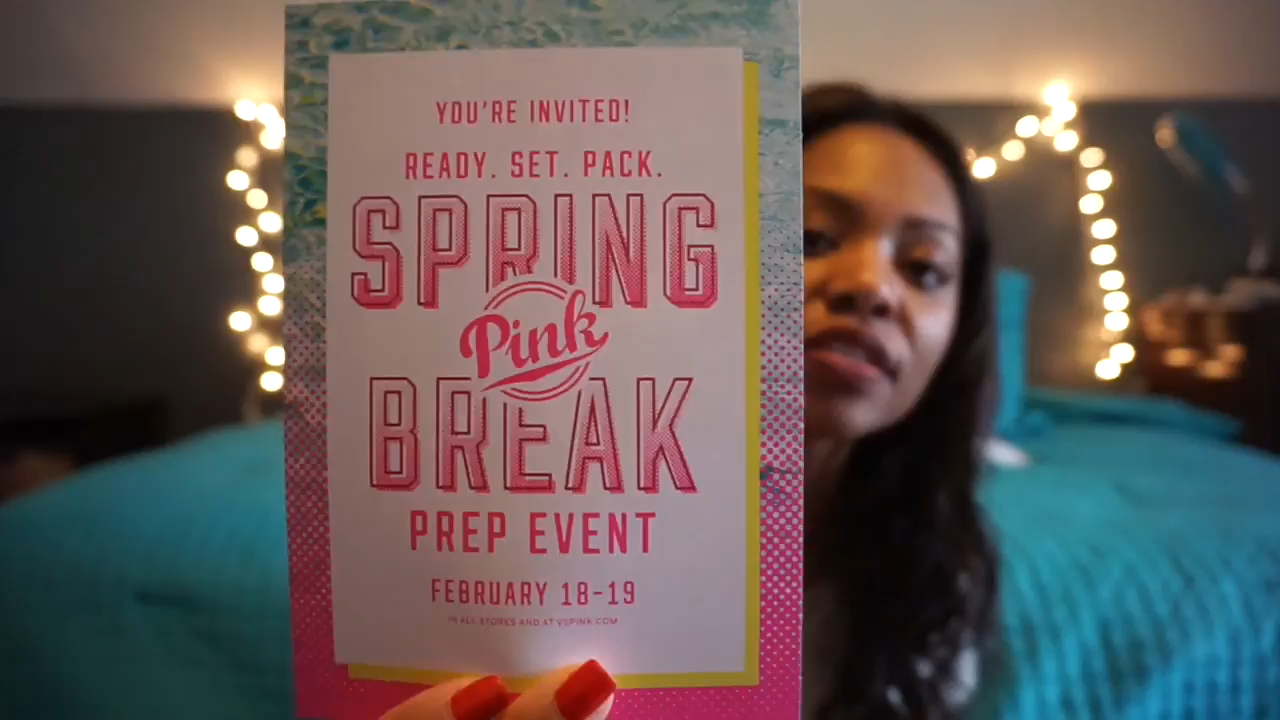 YOU'RE INVITED!
READY. SET. PACK.
SPRING
Pink
BREAK
PREP EVENT
FEBRUARY 18-19
IN ALL STORES AND AT VSPINK.COM